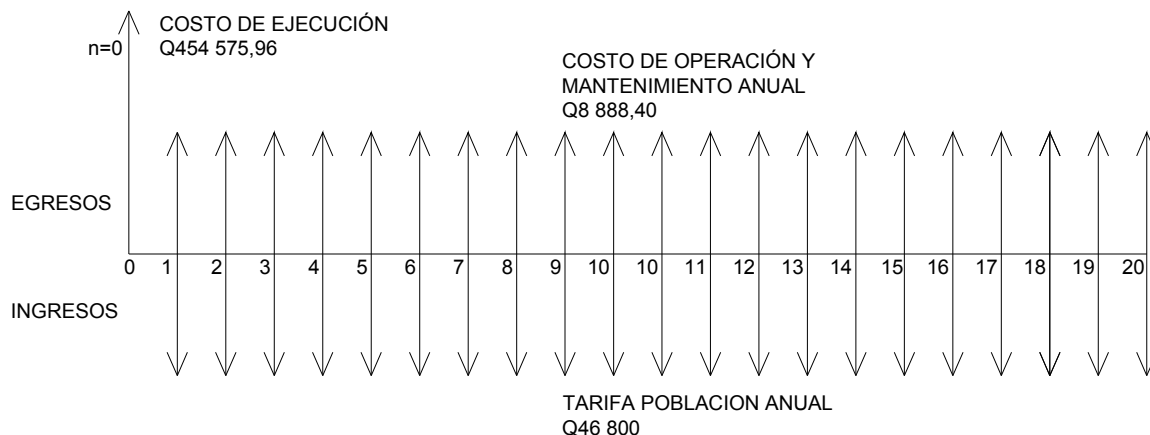 COSTO DE EJECUCIÓN
n=0 Q454 575,96
COSTO DE OPERACIÓN Y
MANTENIMIENTO ANUAL
Q8 888,40
EGRESOS
0 1 2 3 4 5 6 7 8 9 10 10 11 12 13 14 15 16 17 18 19 20
INGRESOS
TARIFA POBLACION ANUAL
Q46 800